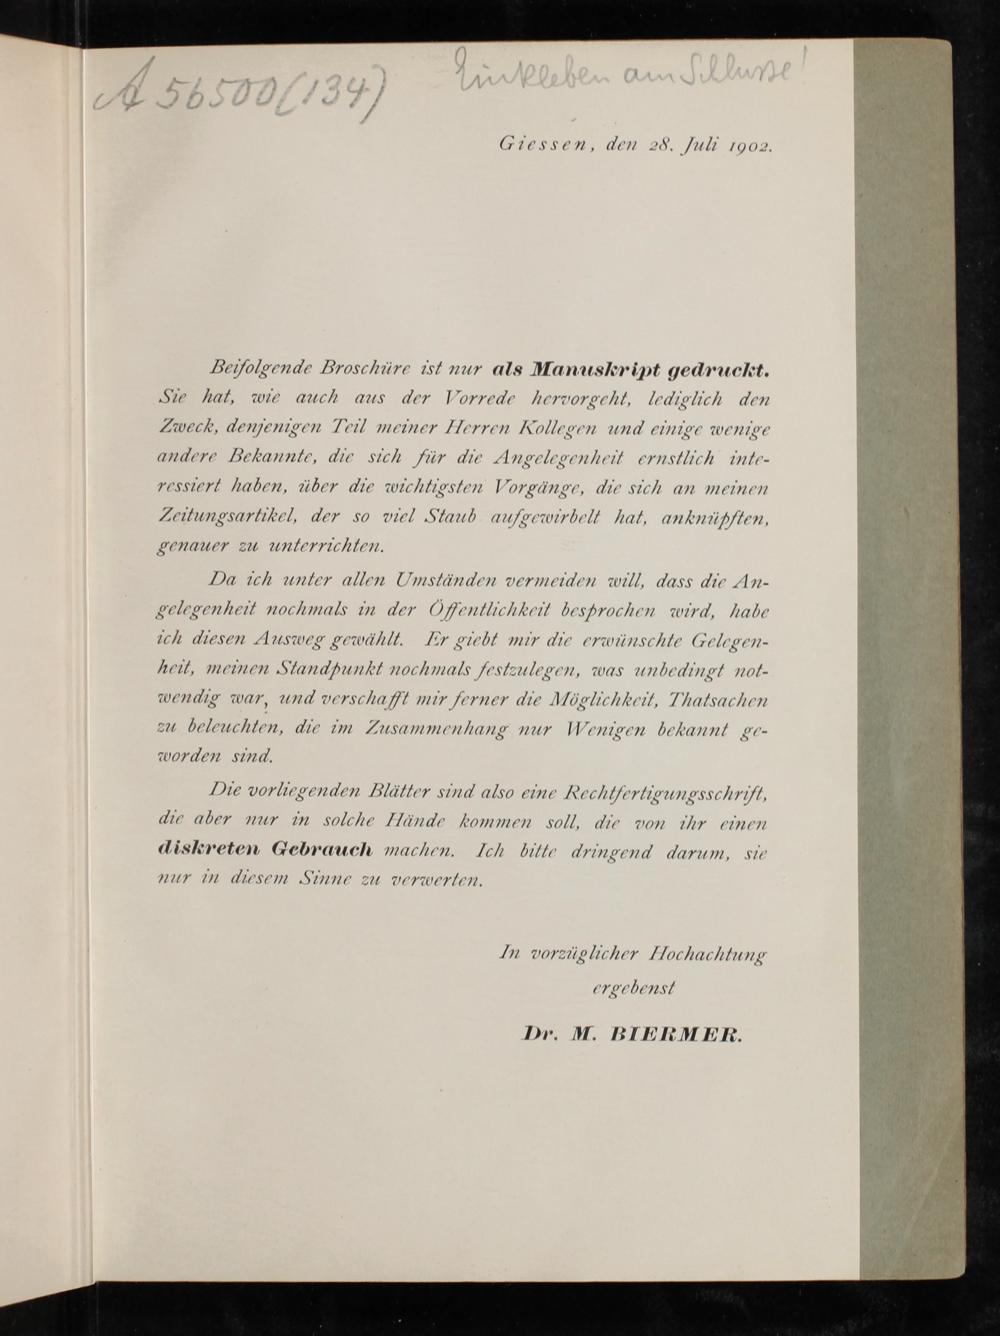 A 56500 (134)
Einkleben am Schlusse!
Giessen, den 28. Juli 1902.
Beifolgende Broschüre ist nur als Manuskript gedruckt.
Sie hat, wie auch aus der Vorrede hervorgeht, lediglich den
Zweck, denjenigen Teil meiner Herren Kollegen und einige wenige
andere Bekannte, die sich für die Angelegenheit ernstlich inte-
ressiert haben, über die wichtigsten Vorgänge, die sich an meinen
Zeitungsartikel, der so viel Staub aufgewirbelt hat, anknüpften,
genauer zu unterrichten.
Da ich unter allen Umständen vermeiden will, dass die An-
gelegenheit nochmals in der Öffentlichkeit besprochen wird, habe
ich diesen Ausweg gewählt. Er giebt mir die erwünschte Gelegen-
heit, meinen Standpunkt nochmals festzulegen, was unbedingt not-
wendig war, und verschafft mir ferner die Möglichkeit, Thatsachen
zu beleuchten, die im Zusammenhang nur Wenigen bekannt ge-
worden sind.
Die vorliegenden Blätter sind also eine Rechtfertigungsschrift,
die aber nur in solche Hände kommen soll, die von ihr einen
diskreten Gebrauch machen. Ich bitte dringend darum, sie
nur in diesem Sinne zu verwerten.
In vorzüglicher Hochachtung
ergebenst
Dr. M. BIERMER.